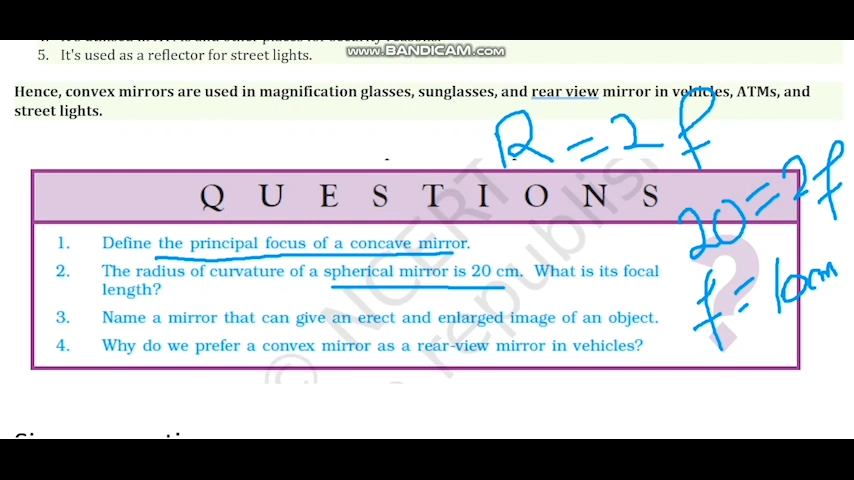 5. It's used as a reflector for street lights.
www.BANDICAM.com
Hence, convex mirrors are used in magnification glasses, sunglasses, and rear view mirror in vehicles, ATMs, and
street lights.
R = 2 f
QUESTIONS
20 = 2f
1. Define the principal focus of a concave mirror.
2. The radius of curvature of a spherical mirror is 20 cm. What is its focal
length?
f = 10cm
3. Name a mirror that can give an erect and enlarged image of an object.
4. Why do we prefer a convex mirror as a rear-view mirror in vehicles?
?
© NCERT
republis